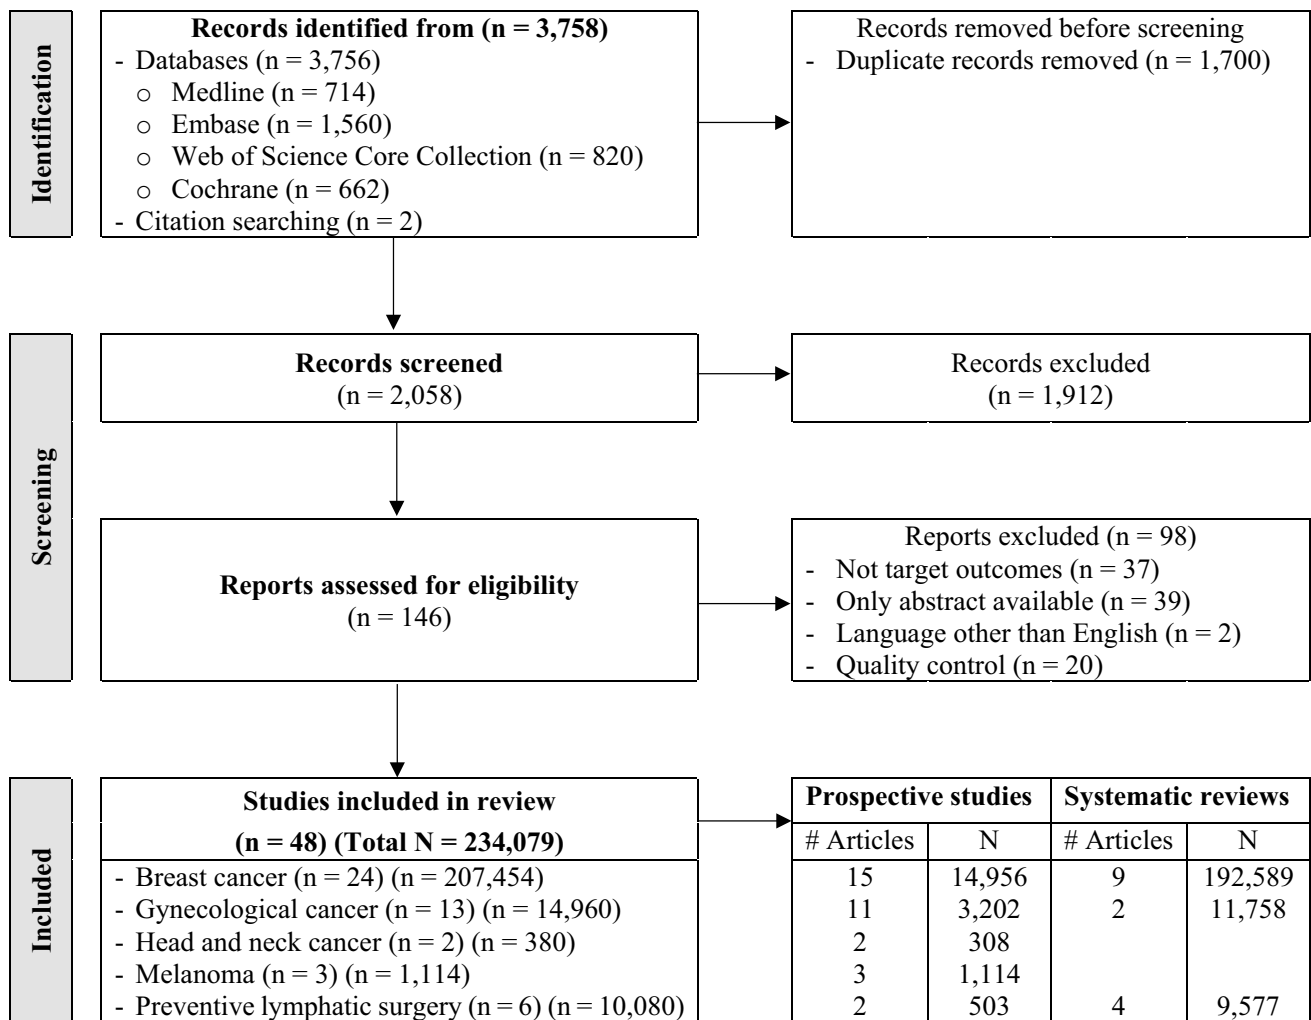 Identification
Records identified from (n = 3,758)
- Databases (n = 3,756)
o Medline (n = 714)
o Embase (n = 1,560)
o Web of Science Core Collection (n = 820)
o Cochrane (n = 662)
- Citation searching (n = 2)
Records removed before screening
- Duplicate records removed (n = 1,700)
Screening
Records screened
(n = 2,058)
Records excluded
(n = 1,912)
Reports assessed for eligibility
(n = 146)
Reports excluded (n = 98)
- Not target outcomes (n = 37)
- Only abstract available (n = 39)
- Language other than English (n = 2)
- Quality control (n = 20)
Included
Studies included in review
(n = 48) (Total N = 234,079)
- Breast cancer (n = 24) (n = 207,454)
- Gynecological cancer (n = 13) (n = 14,960)
- Head and neck cancer (n = 2) (n = 380)
- Melanoma (n = 3) (n = 1,114)
- Preventive lymphatic surgery (n = 6) (n = 10,080)
Prospective studies Systematic reviews
# Articles N # Articles N
15 14,956 9 192,589
11 3,202 2 11,758
2 308
3 1,114
2 503 4 9,577